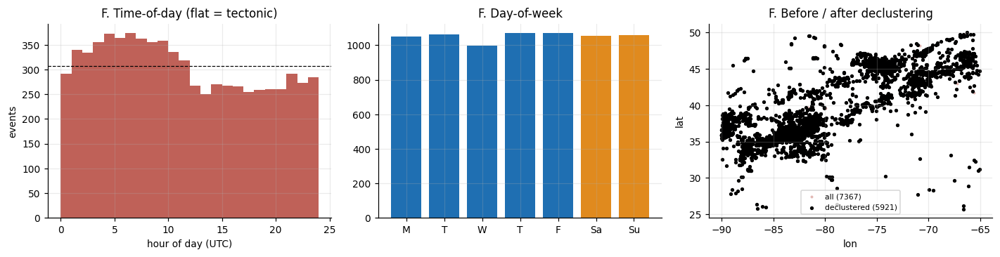 F. Time-of-day (flat = tectonic)
events
350
300
250
200
150
100
50
0
0 5 10 15 20 25
hour of day (UTC)
F. Day-of-week
1000
800
600
400
200
0
M T W T F Sa Su
F. Before / after declustering
lat
50
45
40
35
30
25
all (7367)
declustered (5921)
−90 −85 −80 −75 −70 −65
lon